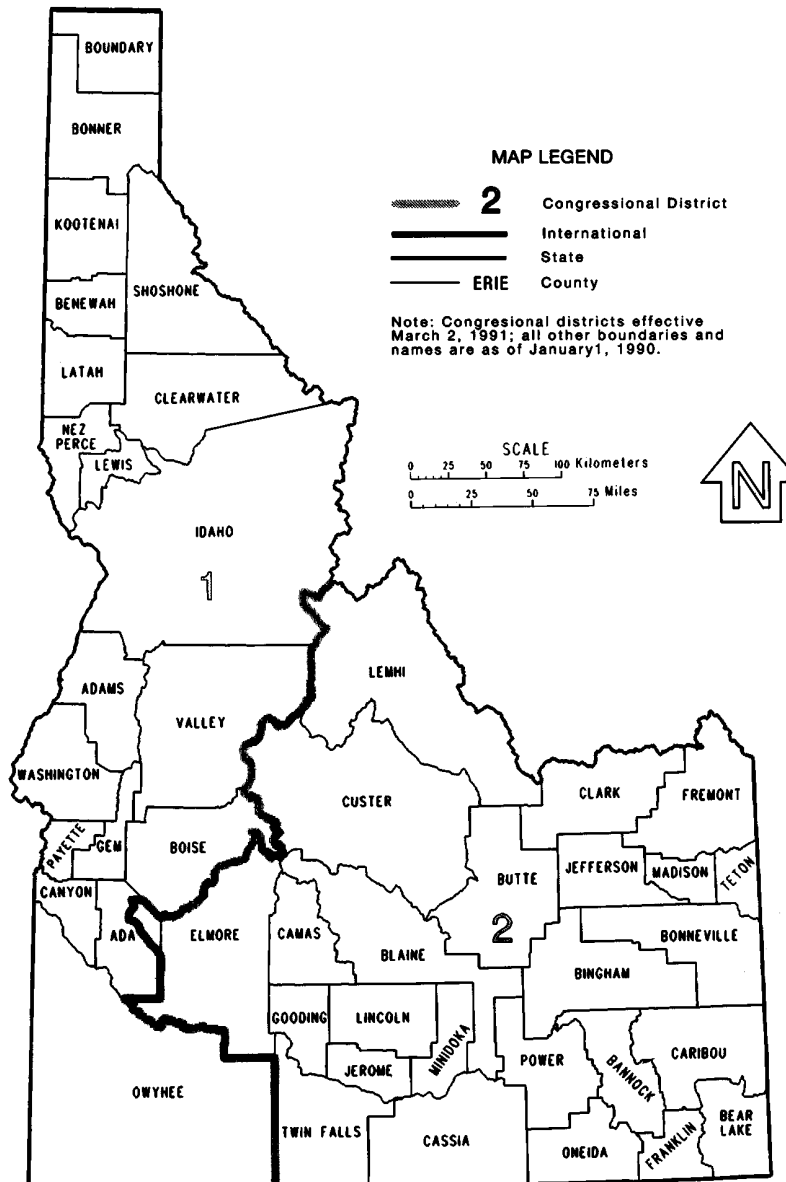 BOUNDARY
BONNER
MAP LEGEND
2 Congressional District
International
State
ERIE County
Note: Congresional districts effective
March 2, 1991; all other boundaries and
names are as of January1, 1990.
KOOTENAI
SHOSHONE
BENEWAH
LATAH
CLEARWATER
NEZ
PERCE
LEWIS
SCALE
0 25 50 75 100 Kilometers
0 25 50 75 Miles
N
IDAHO
1
LEMHI
ADAMS
VALLEY
WASHINGTON
CUSTER
CLARK
FREMONT
PAYETTE
GEM
BOISE
BUTTE
JEFFERSON
MADISON
TETON
CANYON
2
ADA
ELMORE
CAMAS
BLAINE
BONNEVILLE
BINGHAM
GOODING
LINCOLN
MINIDOKA
JEROME
POWER
BANNOCK
CARIBOU
OWYHEE
TWIN FALLS
CASSIA
ONEIDA
FRANKLIN
BEAR
LAKE